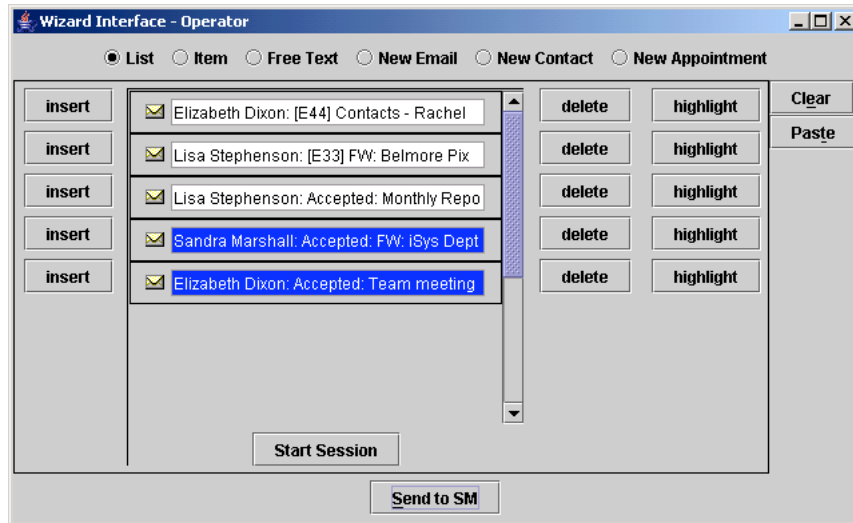 Wizard Interface - Operator
List Item Free Text New Email New Contact New Appointment
insert Elizabeth Dixon: [E44] Contacts - Rachel delete highlight Clear
insert Lisa Stephenson: [E33] FW: Belmore Pix delete highlight Paste
insert Lisa Stephenson: Accepted: Monthly Repo delete highlight
insert Sandra Marshall: Accepted: FW: iSys Dept delete highlight
insert Elizabeth Dixon: Accepted: Team meeting delete highlight
Start Session
Send to SM